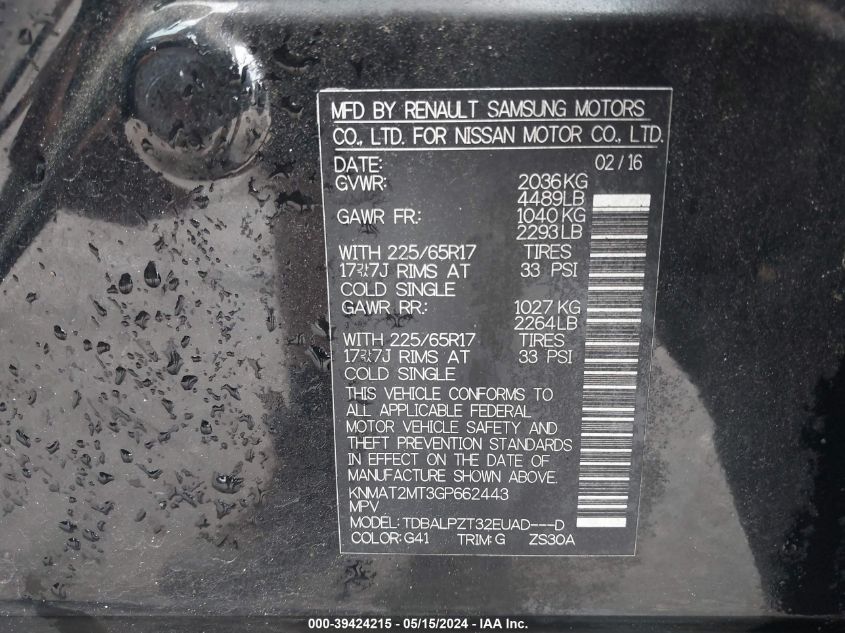 MFD BY RENAULT SAMSUNG MOTORS
CO., LTD. FOR NISSAN MOTOR CO., LTD.
DATE: 02/16
GVWR: 2036KG
4489LB
GAWR FR: 1040KG
2293LB
WITH 225/65R17 TIRES
17X7J RIMS AT 33 PSI
COLD SINGLE
GAWR RR: 1027KG
2264LB
WITH 225/65R17 TIRES
17X7J RIMS AT 33 PSI
COLD SINGLE
THIS VEHICLE CONFORMS TO
ALL APPLICABLE FEDERAL
MOTOR VEHICLE SAFETY AND
THEFT PREVENTION STANDARDS
IN EFFECT ON THE DATE OF
MANUFACTURE SHOWN ABOVE.
KNMAT2MT3GP662443
MPV
MODEL: TDBALPZT32EUAD---D
COLOR: G41 TRIM: G ZS30A
000-39424215 - 05/15/2024 - IAA Inc.